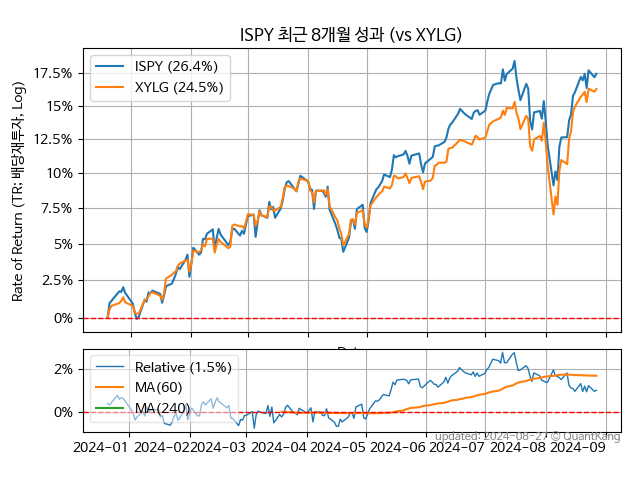 ISPY 최근 8개월 성과 (vs XYLG)
Rate of Return (TR: 배당재투자, Log)
17.5%
15%
12.5%
10%
7.5%
5%
2.5%
0%
ISPY (26.4%)
XYLG (24.5%)
2%
0%
Relative (1.5%)
MA(60)
MA(240)
updated: 2024-08-27 © QuantKang
2024-01 2024-02 2024-03 2024-04 2024-05 2024-06 2024-07 2024-08 2024-09